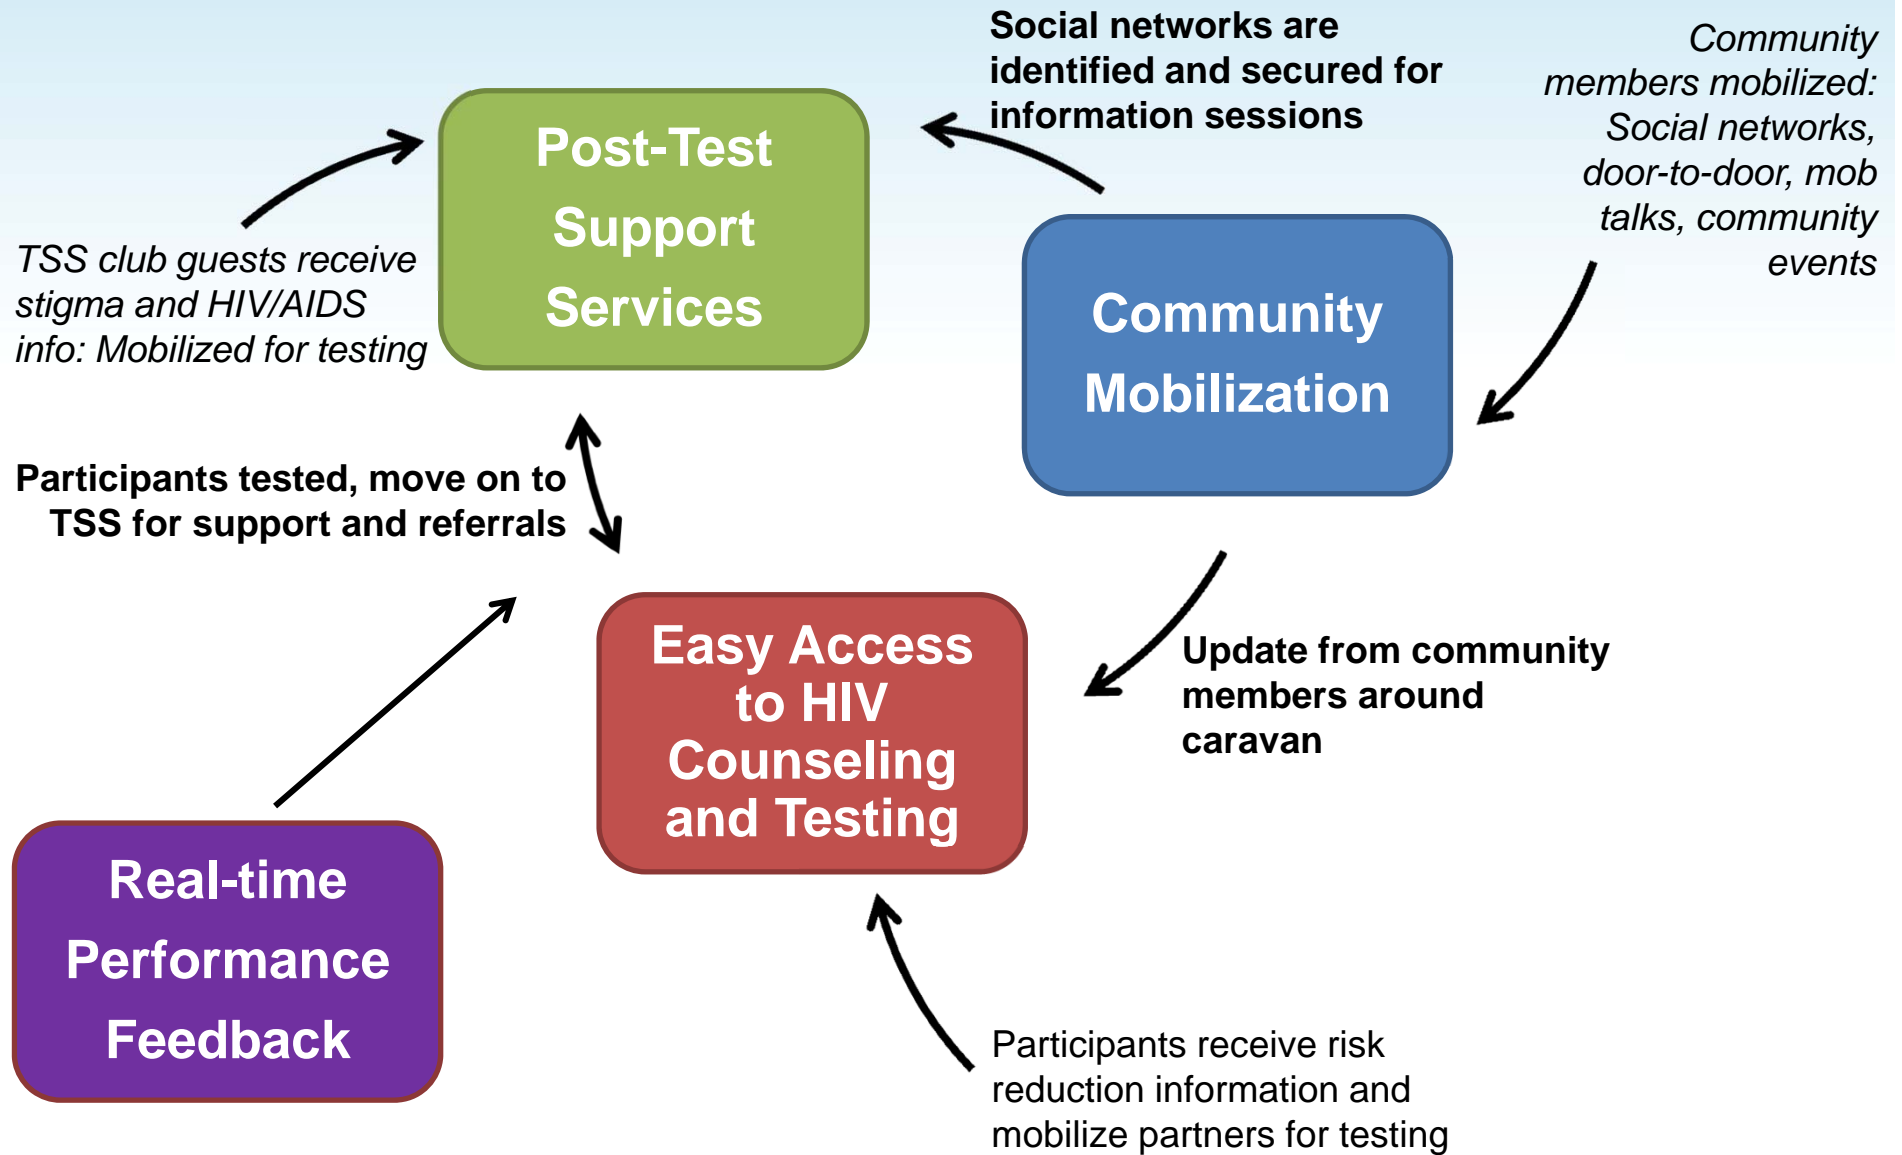 Social networks are
identified and secured for
information sessions
Community
members mobilized:
Social networks,
door-to-door, mob
talks, community
events
Post-Test
Support
Services
TSS club guests receive
stigma and HIV/AIDS
info: Mobilized for testing
Community
Mobilization
Participants tested, move on to
TSS for support and referrals
Easy Access
to HIV
Counseling
and Testing
Update from community
members around
caravan
Real-time
Performance
Feedback
Participants receive risk
reduction information and
mobilize partners for testing